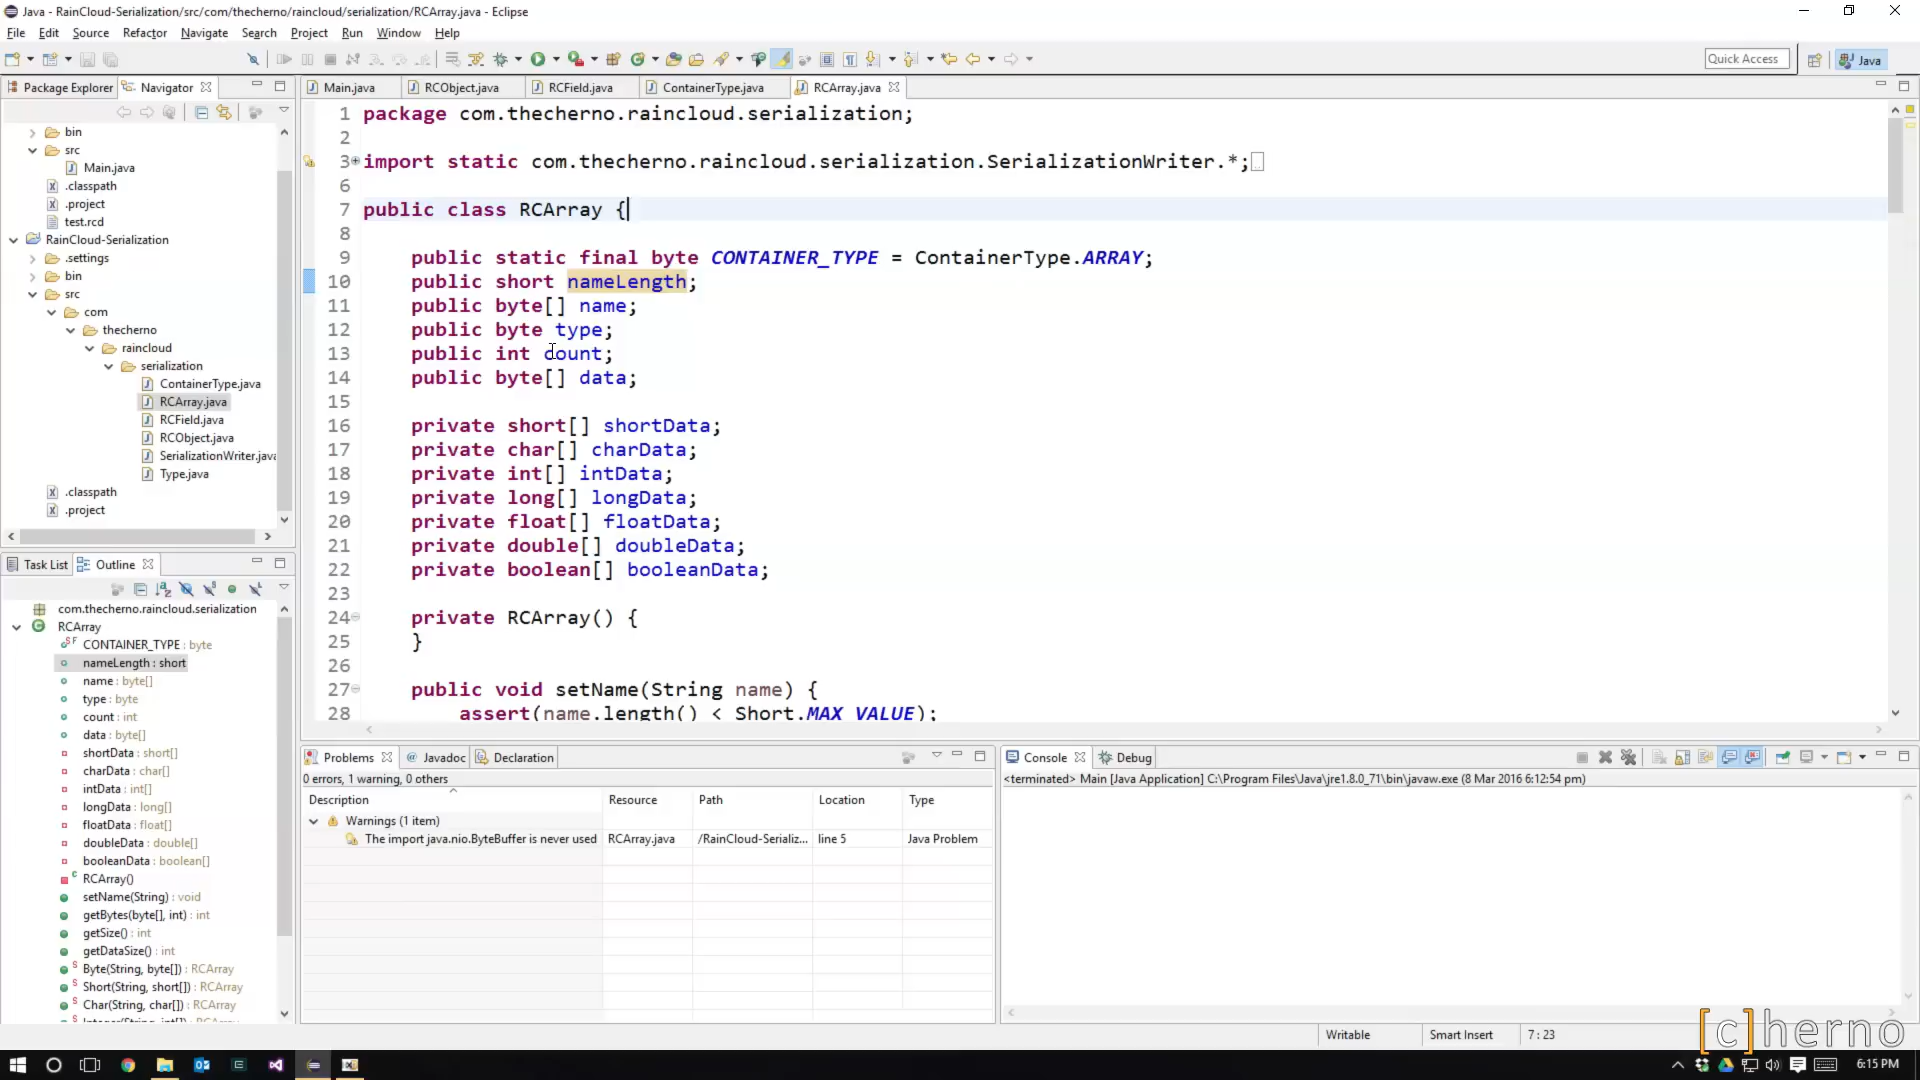 Java - RainCloud-Serialization/src/com/thecherno/raincloud/serialization/RCArray.java - Eclipse
File Edit Source Refactor Navigate Search Project Run Window Help
Quick Access
Java
Package Explorer Navigator
bin
src
Main.java
.classpath
.project
test.rcd
RainCloud-Serialization
.settings
bin
src
com
thecherno
raincloud
serialization
ContainerType.java
RCArray.java
RCField.java
RCObject.java
SerializationWriter.java
Type.java
.classpath
.project
Task List Outline
com.thecherno.raincloud.serialization
RCArray
CONTAINER_TYPE : byte
nameLength : short
name : byte[]
type : byte
count : int
data : byte[]
shortData : short[]
charData : char[]
intData : int[]
longData : long[]
floatData : float[]
doubleData : double[]
booleanData : boolean[]
RCArray()
setName(String) : void
getBytes(byte[], int) : int
getSize() : int
getDataSize() : int
Byte(String, byte[]) : RCArray
Short(String, short[]) : RCArray
Char(String, char[]) : RCArray
Integer(String, int[]) : RCArray
Main.java RCObject.java RCField.java ContainerType.java RCArray.java
1 package com.thecherno.raincloud.serialization;
2
3 import static com.thecherno.raincloud.serialization.SerializationWriter.*;
6
7 public class RCArray {
8
9 public static final byte CONTAINER_TYPE = ContainerType.ARRAY;
10 public short nameLength;
11 public byte[] name;
12 public byte type;
13 public int count;
14 public byte[] data;
15
16 private short[] shortData;
17 private char[] charData;
18 private int[] intData;
19 private long[] longData;
20 private float[] floatData;
21 private double[] doubleData;
22 private boolean[] booleanData;
23
24 private RCArray() {
25 }
26
27 public void setName(String name) {
28 assert(name.length() < Short.MAX_VALUE);
Problems Javadoc Declaration
0 errors, 1 warning, 0 others
Description Resource Path Location Type
Warnings (1 item)
The import java.nio.ByteBuffer is never used RCArray.java /RainCloud-Serializ... line 5 Java Problem
Console Debug
<terminated> Main [Java Application] C:\Program Files\Java\jre1.8.0_71\bin\javaw.exe (8 Mar 2016 6:12:54 pm)
Writable Smart Insert 7 : 23
[c]herno
6:15 PM